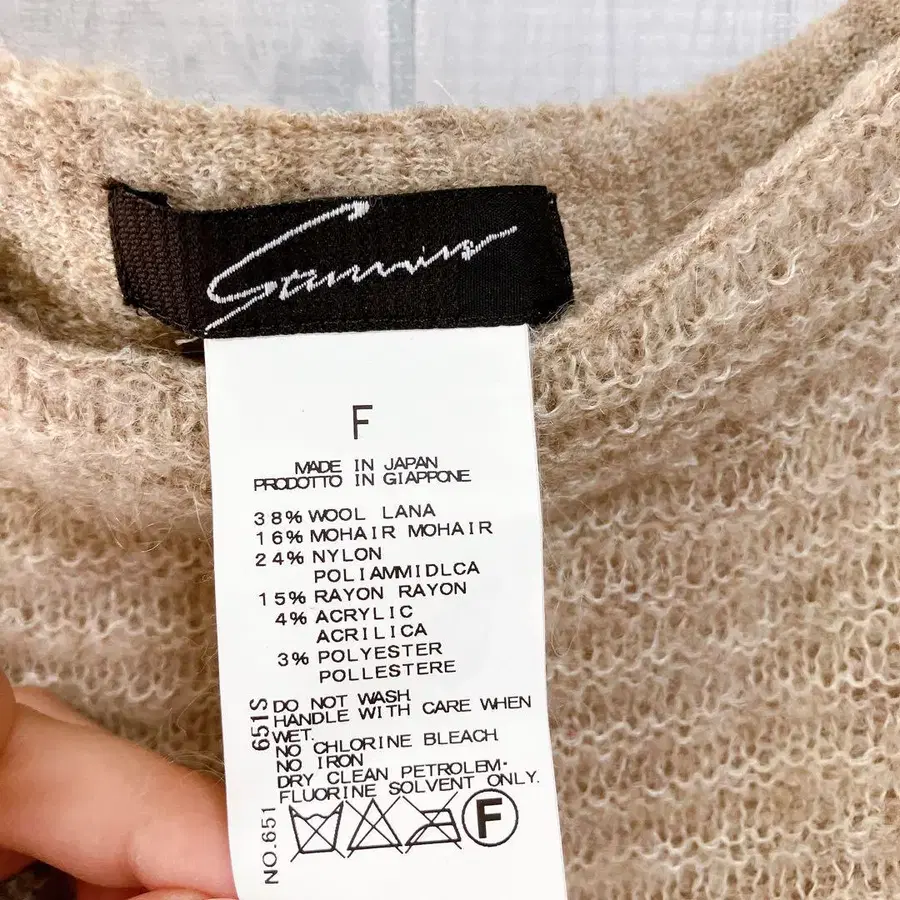 F
MADE IN JAPAN
PRODOTTO IN GIAPPONE
38% WOOL LANA
16% MOHAIR MOHAIR
24% NYLON
POLIAMMIDLCA
15% RAYON RAYON
4% ACRYLIC
ACRILICA
3% POLYESTER
POLLESTERE
DO NOT WASH
HANDLE WITH CARE WHEN
WET.
NO CHLORINE BLEACH
NO IRON
DRY CLEAN PETROLEM·
FLUORINE SOLVENT ONLY.
F
651S
NO.651